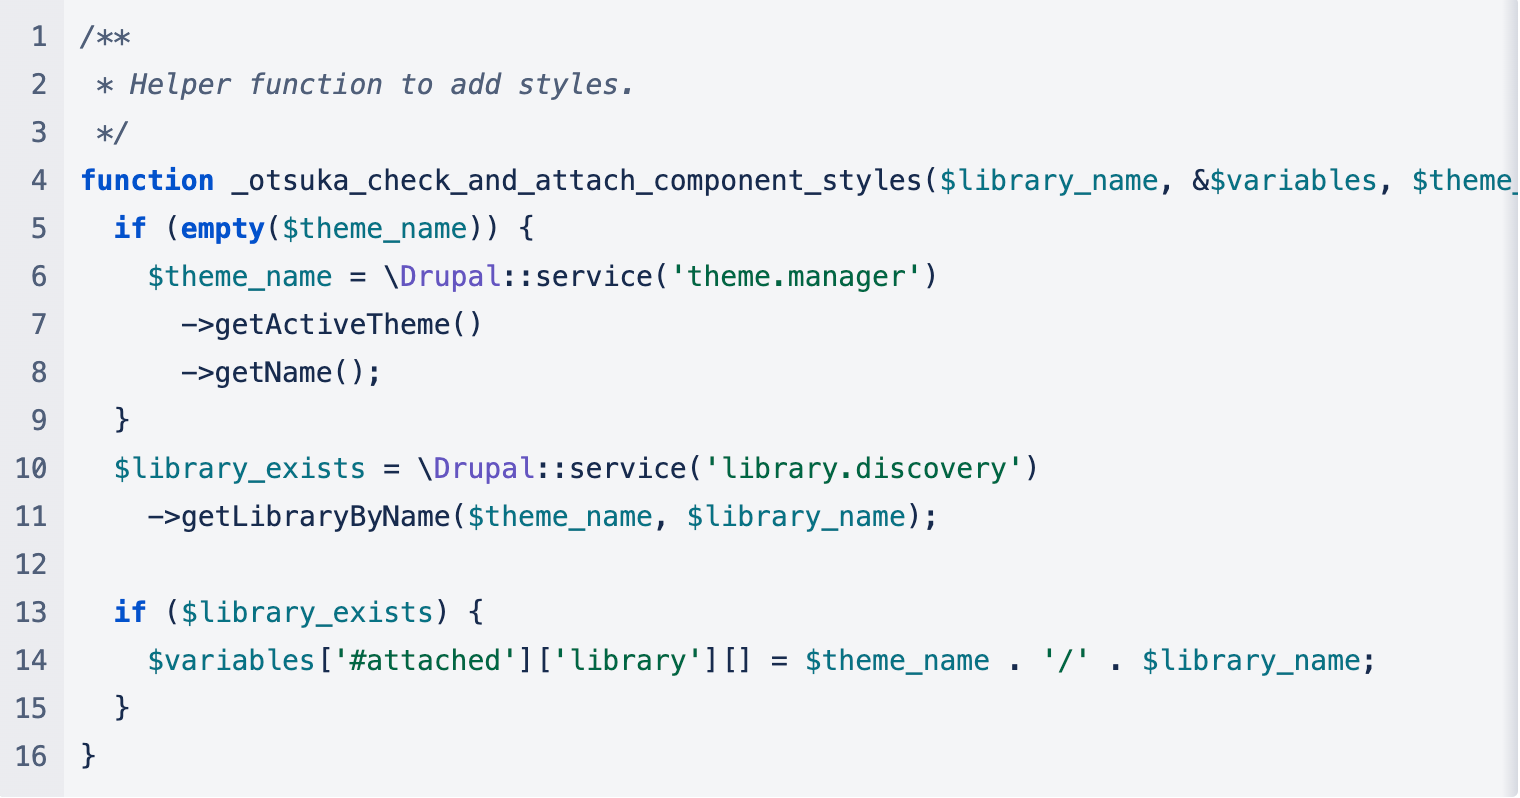 1 /**
2  * Helper function to add styles.
3  */
4 function _otsuka_check_and_attach_component_styles($library_name, &$variables, $theme_
5   if (empty($theme_name)) {
6     $theme_name = \Drupal::service('theme.manager')
7       ->getActiveTheme()
8       ->getName();
9   }
10   $library_exists = \Drupal::service('library.discovery')
11     ->getLibraryByName($theme_name, $library_name);
12
13   if ($library_exists) {
14     $variables['#attached']['library'][] = $theme_name . '/' . $library_name;
15   }
16 }